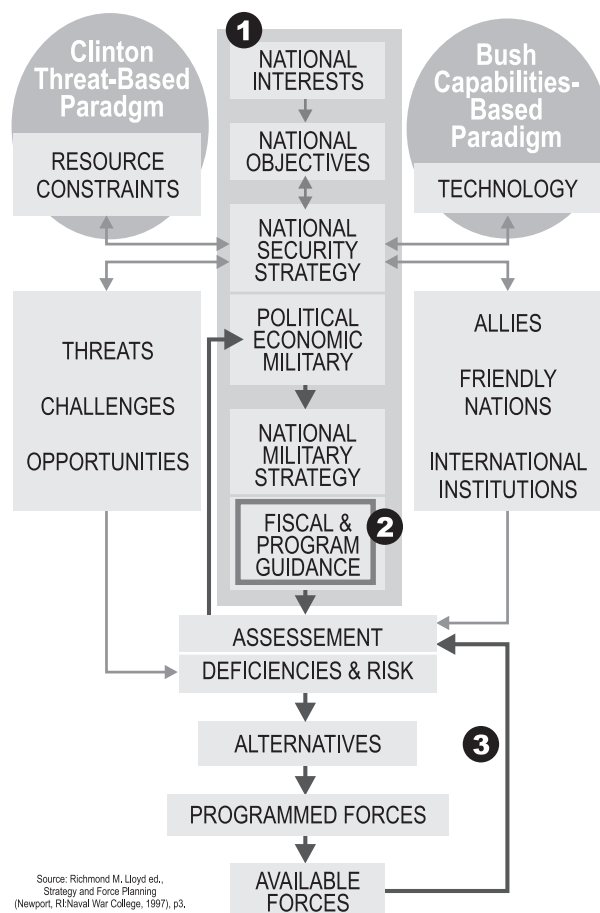 1
Clinton
Threat-Based
Paradgm
RESOURCE
CONSTRAINTS
NATIONAL
INTERESTS
NATIONAL
OBJECTIVES
NATIONAL
SECURITY
STRATEGY
POLITICAL
ECONOMIC
MILITARY
NATIONAL
MILITARY
STRATEGY
FISCAL &
PROGRAM
GUIDANCE
2
Bush
Capabilities-
Based
Paradigm
TECHNOLOGY
THREATS
CHALLENGES
OPPORTUNITIES
ALLIES
FRIENDLY
NATIONS
INTERNATIONAL
INSTITUTIONS
ASSESSEMENT
DEFICIENCIES & RISK
ALTERNATIVES
3
PROGRAMMED FORCES
AVAILABLE
FORCES
Source: Richmond M. Lloyd ed.,
Strategy and Force Planning
(Newport, RI:Naval War College, 1997), p3.